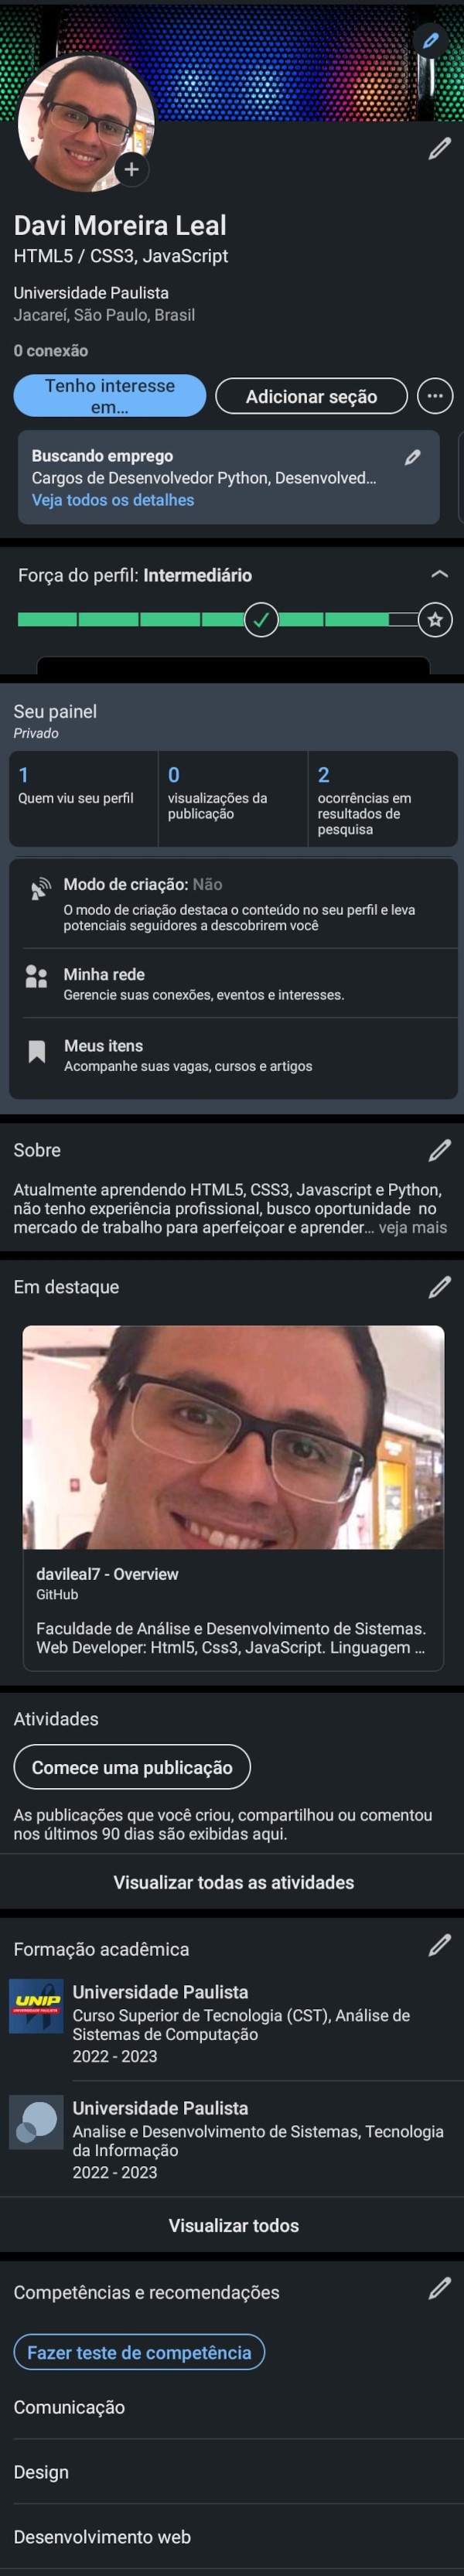 Davi Moreira Leal
HTML5 / CSS3, JavaScript
Universidade Paulista
Jacareí, São Paulo, Brasil
0 conexão
Tenho interesse
em...
Adicionar seção
Buscando emprego
Cargos de Desenvolvedor Python, Desenvolved...
Veja todos os detalhes
Força do perfil: Intermediário
Seu painel
Privado
1
Quem viu seu perfil
0
visualizações da
publicação
2
ocorrências em
resultados de
pesquisa
Modo de criação: Não
O modo de criação destaca o conteúdo no seu perfil e leva
potenciais seguidores a descobrirem você
Minha rede
Gerencie suas conexões, eventos e interesses.
Meus itens
Acompanhe suas vagas, cursos e artigos
Sobre
Atualmente aprendendo HTML5, CSS3, Javascript e Python,
não tenho experiência profissional, busco oportunidade no
mercado de trabalho para aperfeiçoar e aprender... veja mais
Em destaque
davileal7 - Overview
GitHub
Faculdade de Análise e Desenvolvimento de Sistemas.
Web Developer: Html5, Css3, JavaScript. Linguagem ...
Atividades
Comece uma publicação
As publicações que você criou, compartilhou ou comentou
nos últimos 90 dias são exibidas aqui.
Visualizar todas as atividades
Formação acadêmica
UNIP
UNIVERSIDADE PAULISTA
Universidade Paulista
Curso Superior de Tecnologia (CST), Análise de
Sistemas de Computação
2022 - 2023
Universidade Paulista
Analise e Desenvolvimento de Sistemas, Tecnologia
da Informação
2022 - 2023
Visualizar todos
Competências e recomendações
Fazer teste de competência
Comunicação
Design
Desenvolvimento web